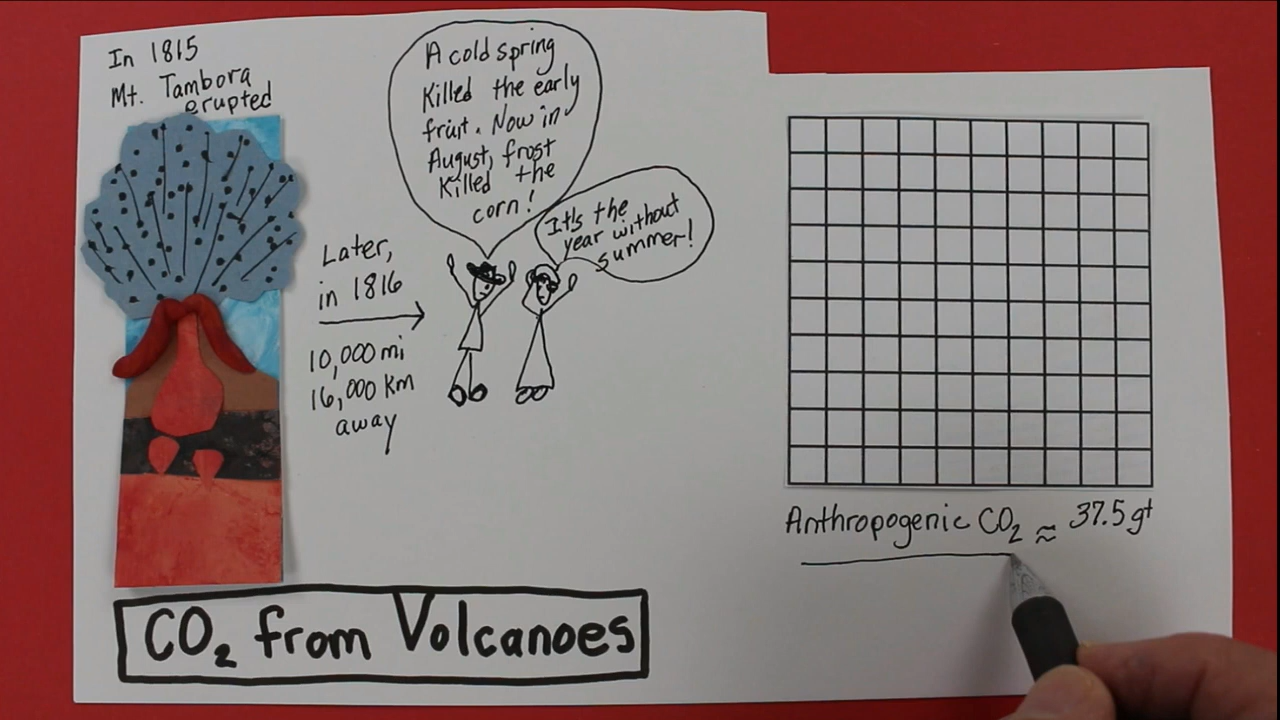 In 1815
Mt. Tambora
erupted
A cold spring
Killed the early
fruit. Now in
August, frost
Killed the
corn!
It's the
year without
summer!
Later,
in 1816
10,000 mi
16,000 km
away
Anthropogenic CO₂ ≈ 37.5 gt
CO₂ from Volcanoes